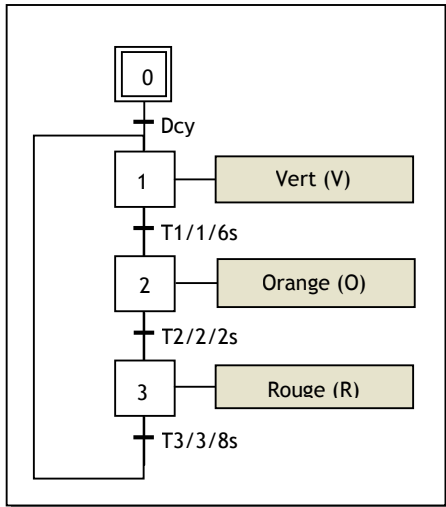 0
Dcy
1
Vert (V)
T1/1/6s
2
Orange (O)
T2/2/2s
3
Rouge (R)
T3/3/8s